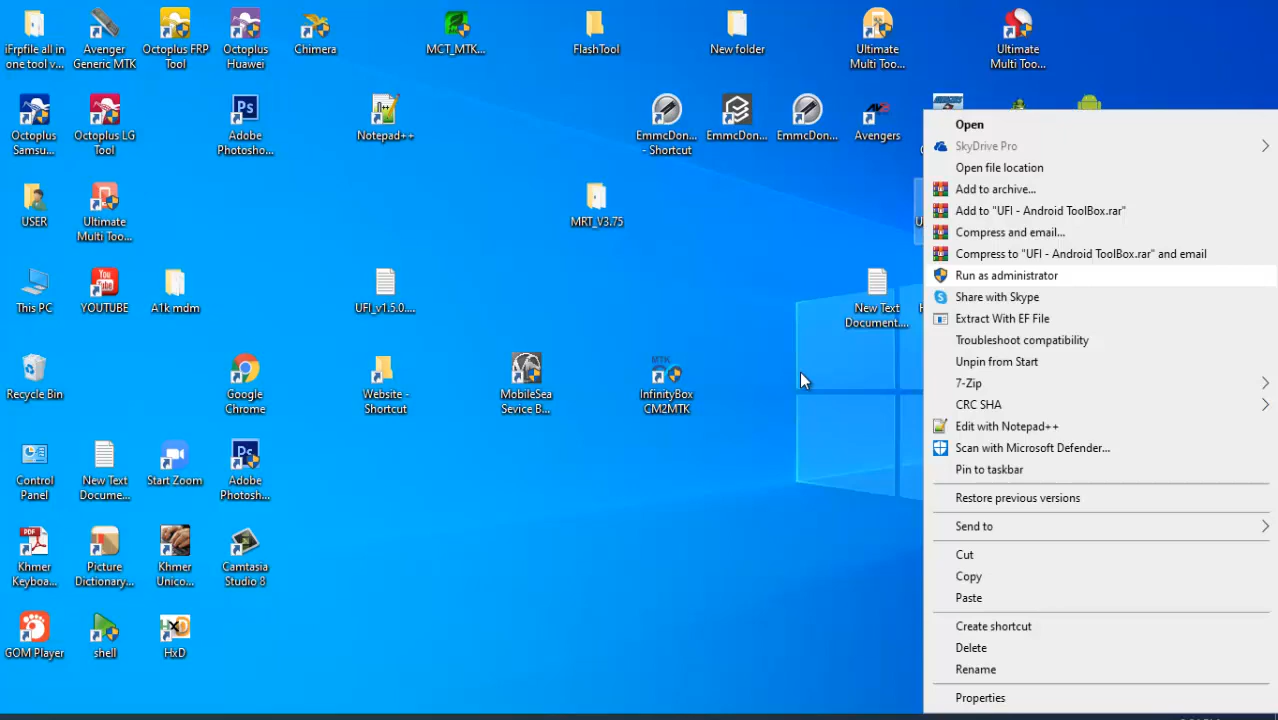 iFrpfile all in
one tool v...
Avenger
Generic MTK
Octoplus FRP
Tool
Octoplus
Huawei
Chimera
MCT_MTK...
FlashTool
New folder
Ultimate
Multi Too...
Ultimate
Multi Too...
Octoplus
Samsu...
Octoplus LG
Tool
Adobe
Photosho...
Notepad++
EmmcDon...
- Shortcut
EmmcDon...
EmmcDon...
Avengers
USER
Ultimate
Multi Too...
MRT_V3.75
This PC
YOUTUBE
A1k mdm
UFI_v1.5.0....
New Text
Document....
Recycle Bin
Google
Chrome
Website -
Shortcut
MobileSea
Sevice B...
MTK
InfinityBox
CM2MTK
Control
Panel
New Text
Docume...
Start Zoom
Adobe
Photosh...
Khmer
Keyboa...
Picture
Dictionary...
Khmer
Unico...
Camtasia
Studio 8
GOM Player
shell
HxD
Open
SkyDrive Pro
Open file location
Add to archive...
Add to "UFI - Android ToolBox.rar"
Compress and email...
Compress to "UFI - Android ToolBox.rar" and email
Run as administrator
Share with Skype
Extract With EF File
Troubleshoot compatibility
Unpin from Start
7-Zip
CRC SHA
Edit with Notepad++
Scan with Microsoft Defender...
Pin to taskbar
Restore previous versions
Send to
Cut
Copy
Paste
Create shortcut
Delete
Rename
Properties